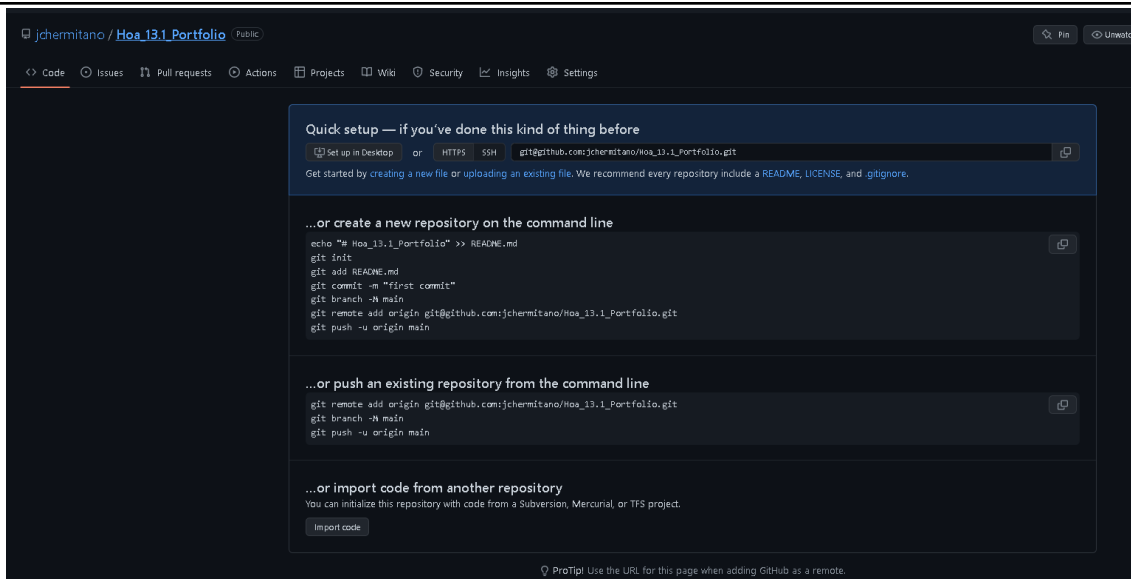 jchermitano / Hoa_13.1_Portfolio Public
Pin
Unwatc
Code Issues Pull requests Actions Projects Wiki Security Insights Settings
Quick setup — if you've done this kind of thing before
Set up in Desktop or HTTPS SSH git@github.com:jchermitano/Hoa_13.1_Portfolio.git
Get started by creating a new file or uploading an existing file. We recommend every repository include a README, LICENSE, and .gitignore.
…or create a new repository on the command line
echo "# Hoa_13.1_Portfolio" >> README.md
git init
git add README.md
git commit -m "first commit"
git branch -M main
git remote add origin git@github.com:jchermitano/Hoa_13.1_Portfolio.git
git push -u origin main
…or push an existing repository from the command line
git remote add origin git@github.com:jchermitano/Hoa_13.1_Portfolio.git
git branch -M main
git push -u origin main
…or import code from another repository
You can initialize this repository with code from a Subversion, Mercurial, or TFS project.
Import code
ProTip! Use the URL for this page when adding GitHub as a remote.